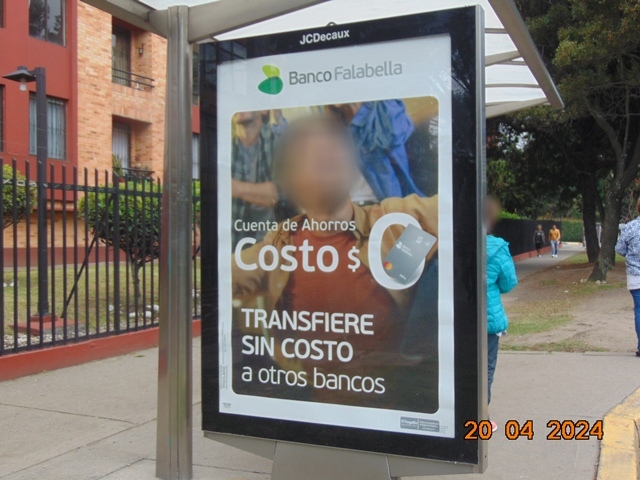 JCDecaux
Banco Falabella
Cuenta de Ahorros
Costo $0
TRANSFIERE
SIN COSTO
a otros bancos
20 04 2024